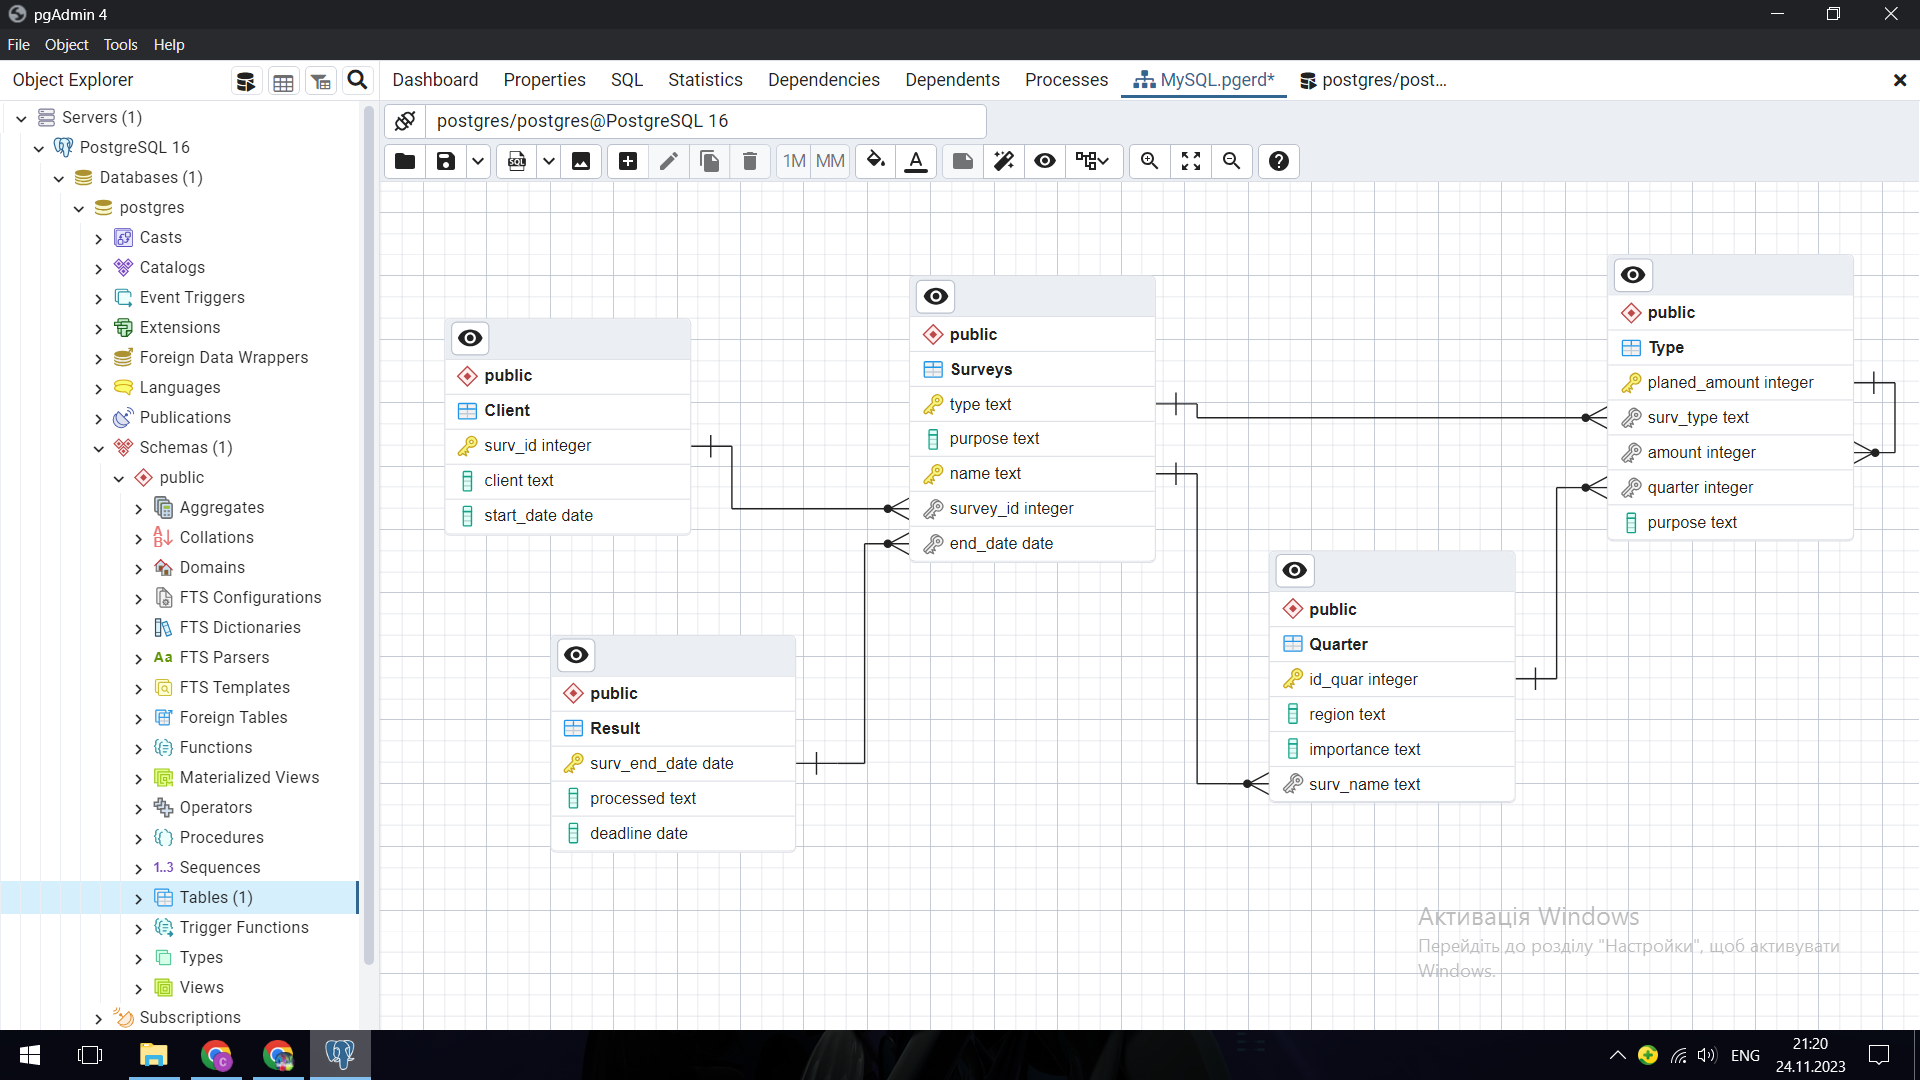 pgAdmin 4
File Object Tools Help
Object Explorer
Dashboard Properties SQL Statistics Dependencies Dependents Processes MySQL.pgerd* postgres/post...
postgres/postgres@PostgreSQL 16
SQL 1M MM A
Servers (1)
PostgreSQL 16
Databases (1)
postgres
Casts
Catalogs
Event Triggers
Extensions
Foreign Data Wrappers
Languages
Publications
Schemas (1)
public
Aggregates
Collations
Domains
FTS Configurations
FTS Dictionaries
Aa FTS Parsers
FTS Templates
Foreign Tables
Functions
Materialized Views
Operators
Procedures
1..3 Sequences
Tables (1)
Trigger Functions
Types
Views
Subscriptions
public
Client
surv_id integer
client text
start_date date
public
Surveys
type text
purpose text
name text
survey_id integer
end_date date
public
Type
planed_amount integer
surv_type text
amount integer
quarter integer
purpose text
public
Result
surv_end_date date
processed text
deadline date
public
Quarter
id_quar integer
region text
importance text
surv_name text
Активація Windows
Перейдіть до розділу "Настройки", щоб активувати
Windows.
ENG
21:20
24.11.2023